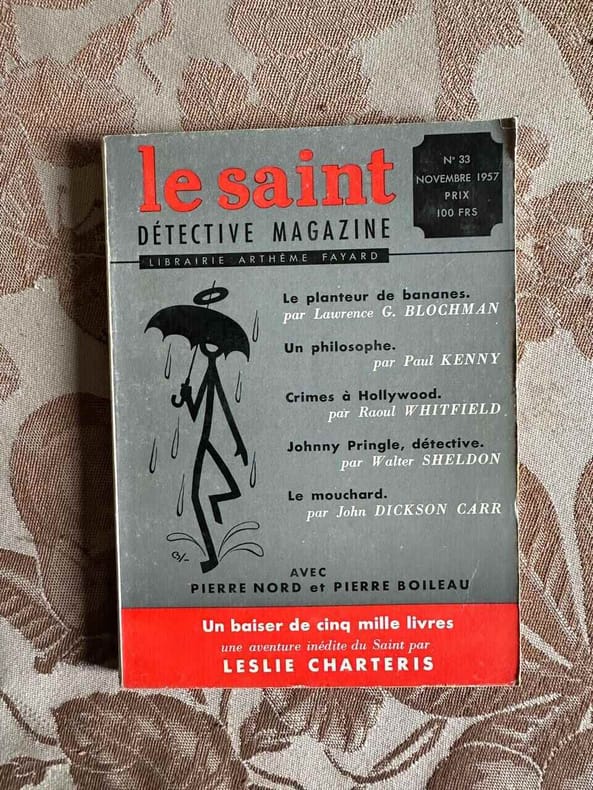 le saint
DÉTECTIVE MAGAZINE
LIBRAIRIE ARTHÈME FAYARD
N° 33
NOVEMBRE 1957
PRIX
100 FRS
Le planteur de bananes.
par Lawrence G. BLOCHMAN
Un philosophe.
par Paul KENNY
Crimes à Hollywood.
par Raoul WHITFIELD
Johnny Pringle, détective.
par Walter SHELDON
Le mouchard.
par John DICKSON CARR
AVEC
PIERRE NORD et PIERRE BOILEAU
Un baiser de cinq mille livres
une aventure inédite du Saint par
LESLIE CHARTERIS